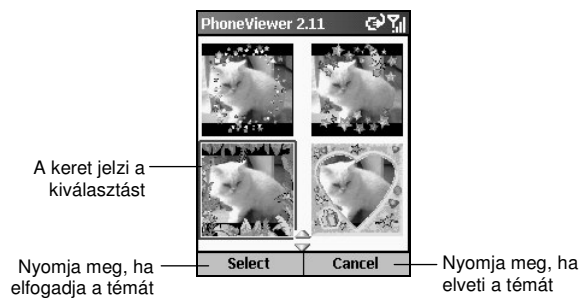 PhoneViewer 2.11
A keret jelzi a
kiválasztást
Select
Cancel
Nyomja meg, ha
elfogadja a témát
Nyomja meg, ha
elveti a témát